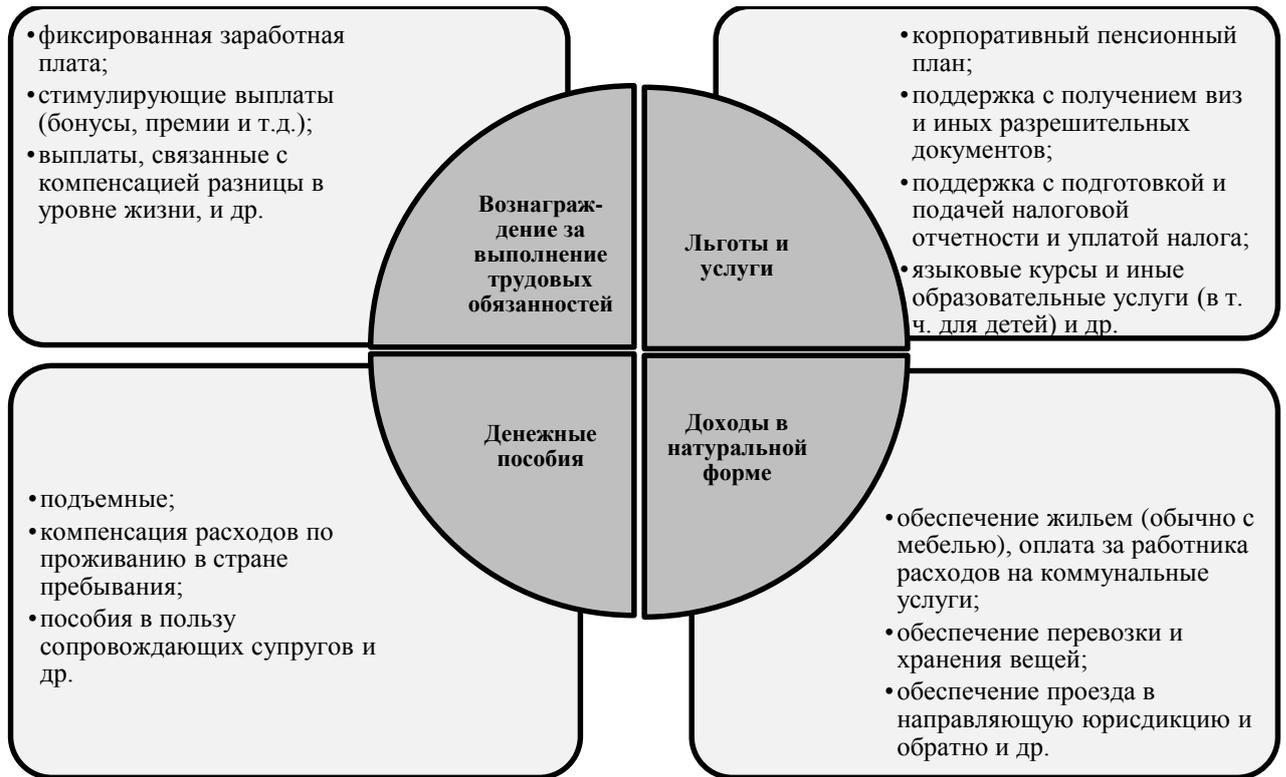 •фиксированная заработная
плата;
•стимулирующие выплаты
(бонусы, премии и т.д.);
•выплаты, связанные с
компенсацией разницы в
уровне жизни, и др.
Вознаграж-
дение за
выполнение
трудовых
обязанностей
•корпоративный пенсионный
план;
•поддержка с получением виз
и иных разрешительных
документов;
•поддержка с подготовкой и
подачей налоговой
отчетности и уплатой налога;
•языковые курсы и иные
образовательные услуги (в т.
ч. для детей) и др.
Льготы и
услуги
•подъемные;
•компенсация расходов по
проживанию в стране
пребывания;
•пособия в пользу
сопровождающих супругов и
др.
Денежные
пособия
Доходы в
натуральной
форме
•обеспечение жильем (обычно с
мебелью), оплата за работника
расходов на коммунальные
услуги;
•обеспечение перевозки и
хранения вещей;
•обеспечение проезда в
направляющую юрисдикцию и
обратно и др.